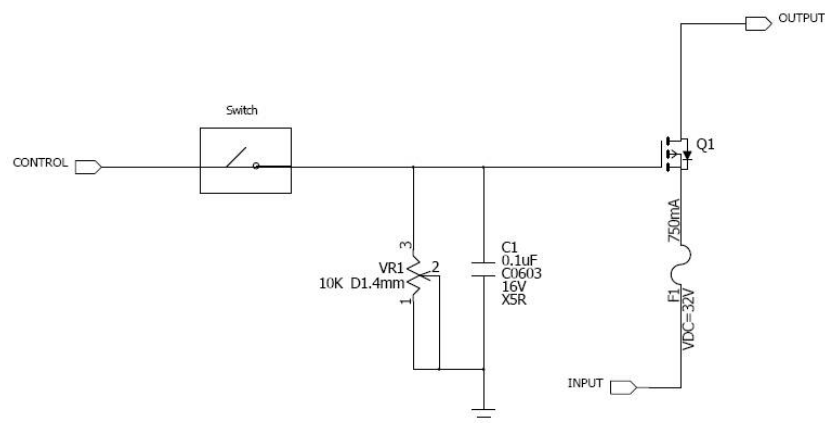 OUTPUT
Switch
CONTROL
Q1
750mA
3
VR1
2
10K D1.4mm
1
C1
0.1uF
C0603
16V
X5R
F1
VDC=32V
INPUT